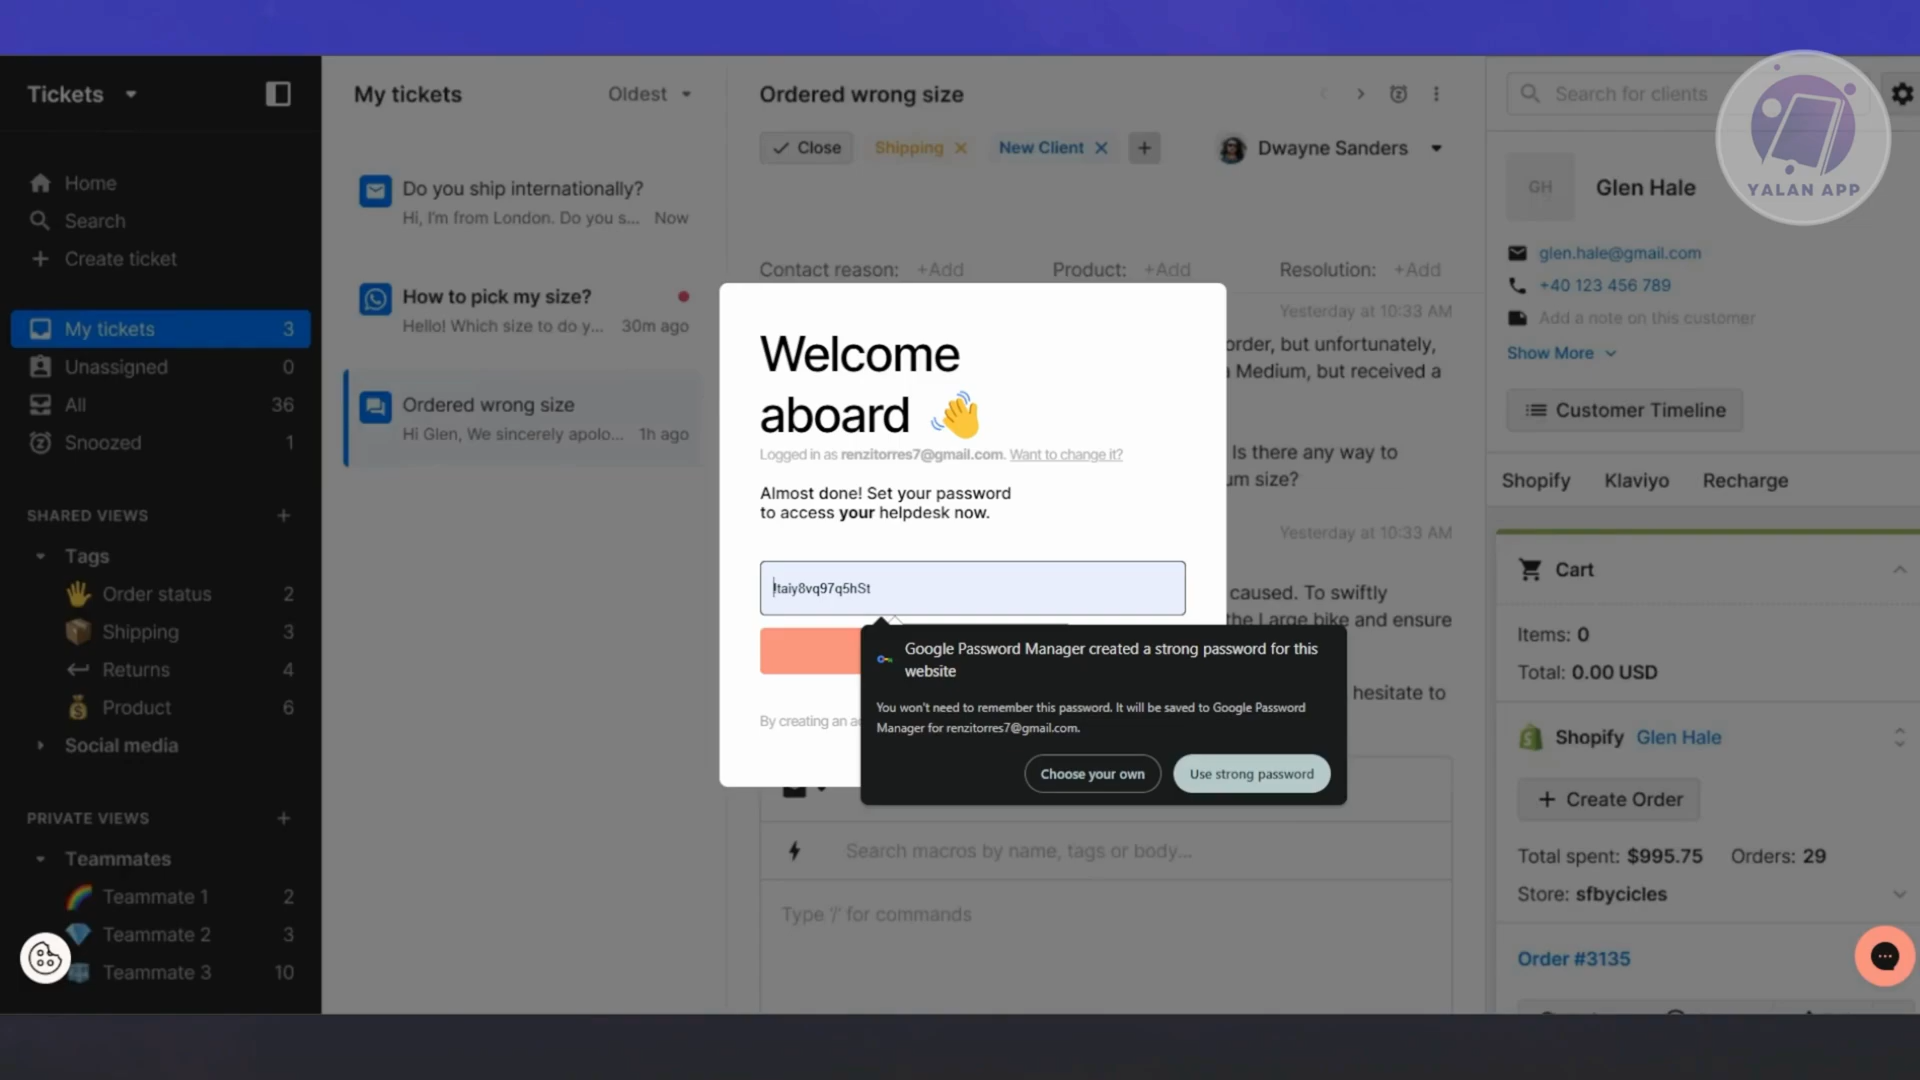 Tickets
Home
Search
Create ticket
My tickets 3
Unassigned 0
All 36
Snoozed 1
SHARED VIEWS +
Tags
Order status 2
Shipping 3
Returns 4
Product 6
Social media
PRIVATE VIEWS +
Teammates
Teammate 1 2
Teammate 2 3
Teammate 3 10
My tickets Oldest
Do you ship internationally?
Hi, I'm from London. Do you s... Now
How to pick my size?
Hello! Which size to do y... 30m ago
Ordered wrong size
Hi Glen, We sincerely apolo... 1h ago
Ordered wrong size
Close Shipping × New Client × +
Dwayne Sanders
Contact reason: +Add Product: +Add Resolution: +Add
Yesterday at 10:33 AM
order, but unfortunately,
Medium, but received a
Is there any way to
size?
Yesterday at 10:33 AM
caused. To swiftly
the Large bike and ensure
hesitate to
Welcome
aboard 👋
Logged in as renzitorres7@gmail.com. Want to change it?
Almost done! Set your password
to access your helpdesk now.
taiy8vq97q5hSt
By creating an
Google Password Manager created a strong password for this
website
You won't need to remember this password. It will be saved to Google Password
Manager for renzitorres7@gmail.com.
Choose your own
Use strong password
Search macros by name, tags or body...
Type '/' for commands
Search for clients
YALAN APP
GH Glen Hale
glen.hale@gmail.com
+40 123 456 789
Add a note on this customer
Show More
Customer Timeline
Shopify Klaviyo Recharge
Cart
Items: 0
Total: 0.00 USD
Shopify Glen Hale
+ Create Order
Total spent: $995.75 Orders: 29
Store: sfbycicles
Order #3135